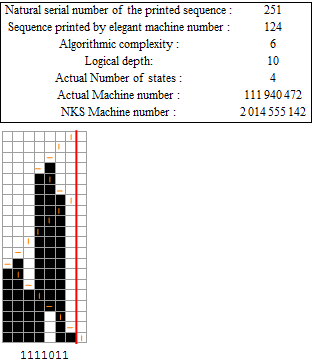 Natural serial number of the printed sequence : 251
Sequence printed by elegant machine number : 124
Algorithmic complexity : 6
Logical depth: 10
Actual Number of states : 4
Actual Machine number : 111 940 472
NKS Machine number : 2 014 555 142
1111011